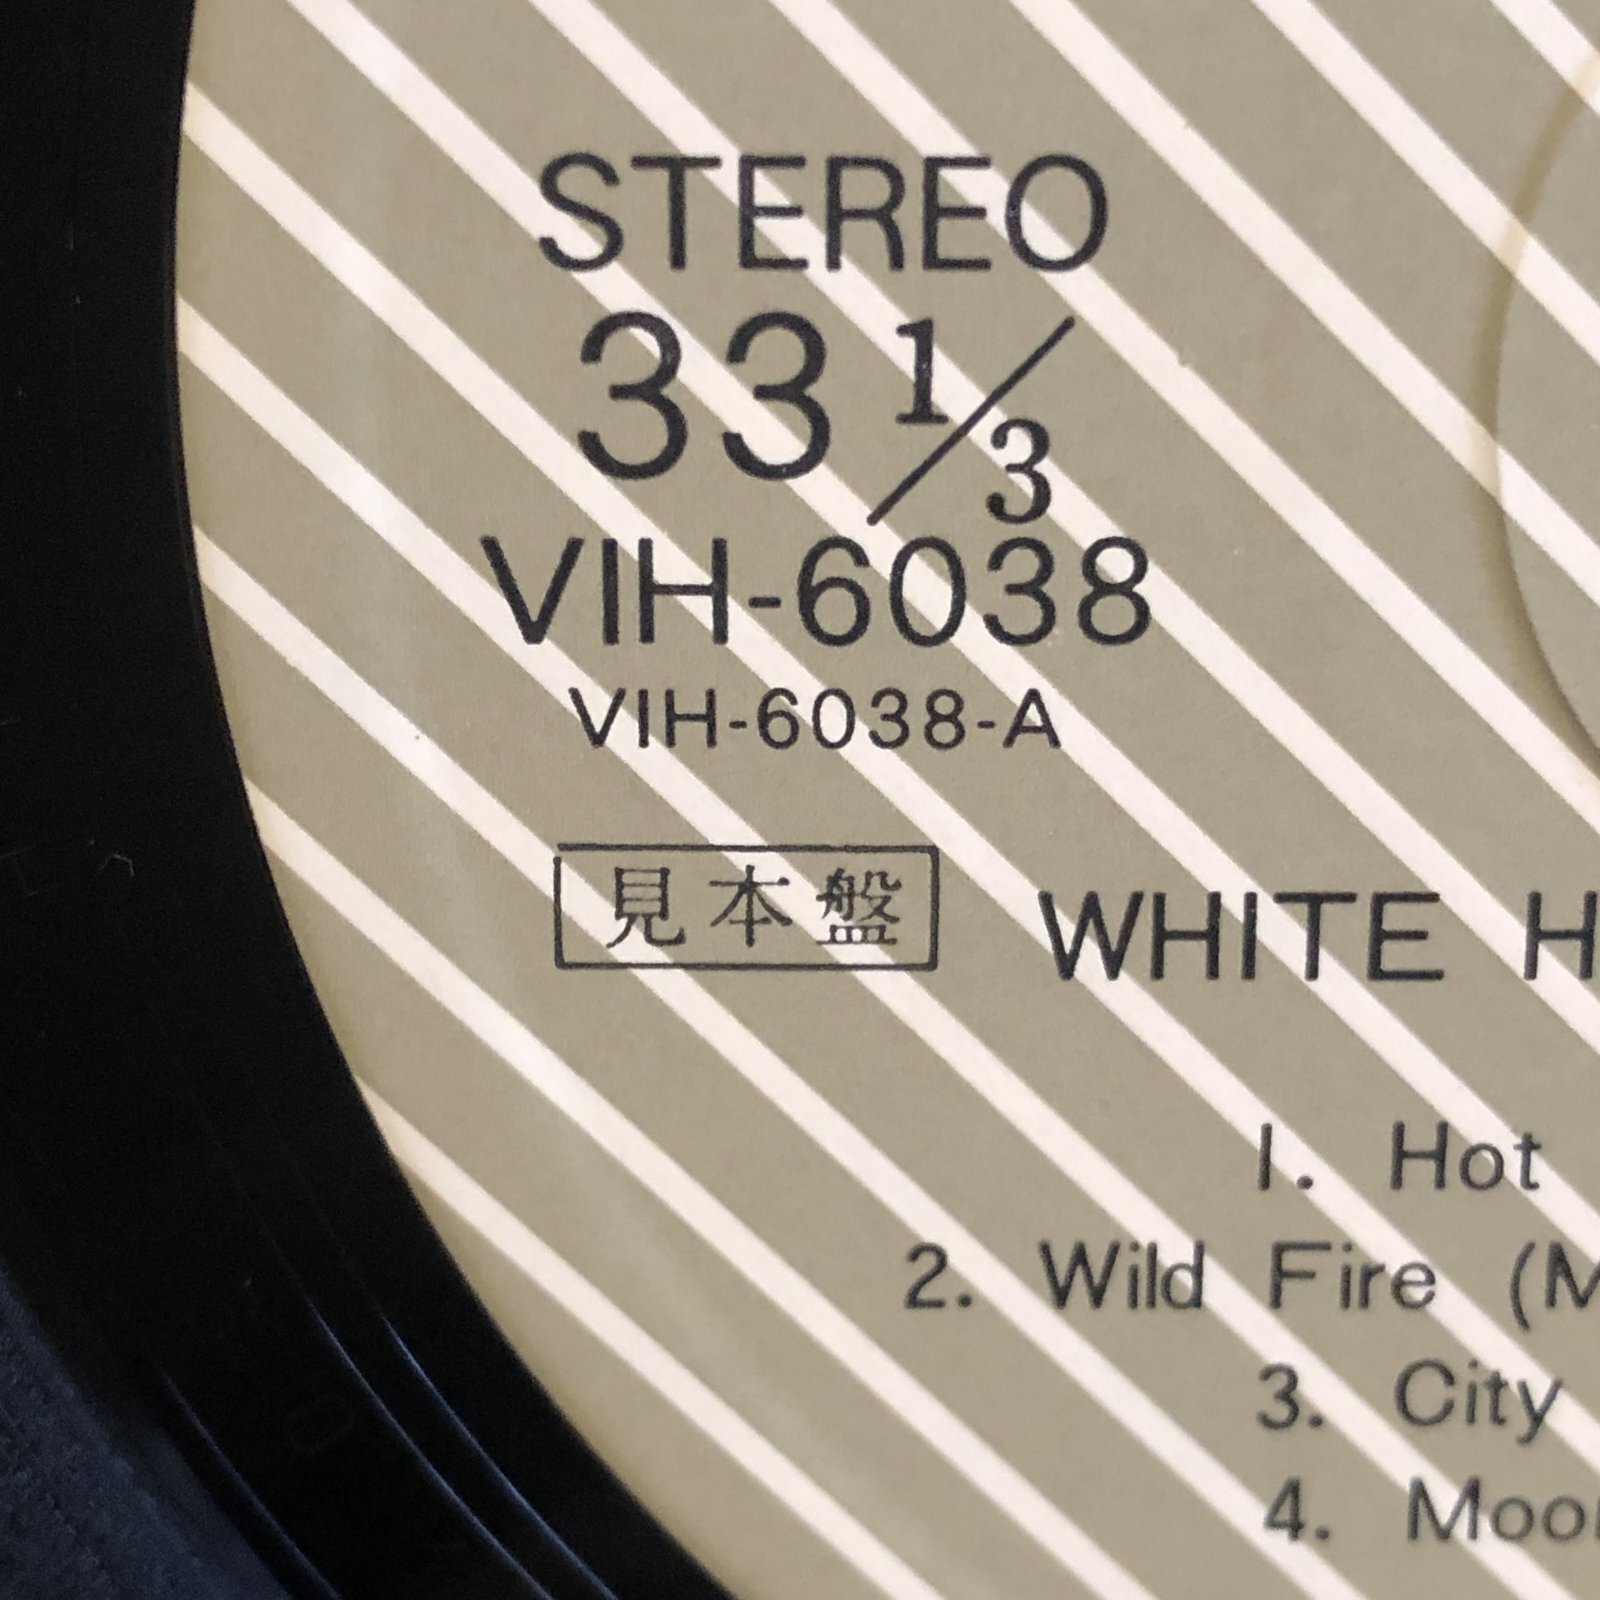 STEREO
33 1/3
VIH-6038
VIH-6038-A
見本盤
WHITE
1. Hot
2. Wild Fire
3. City
4.